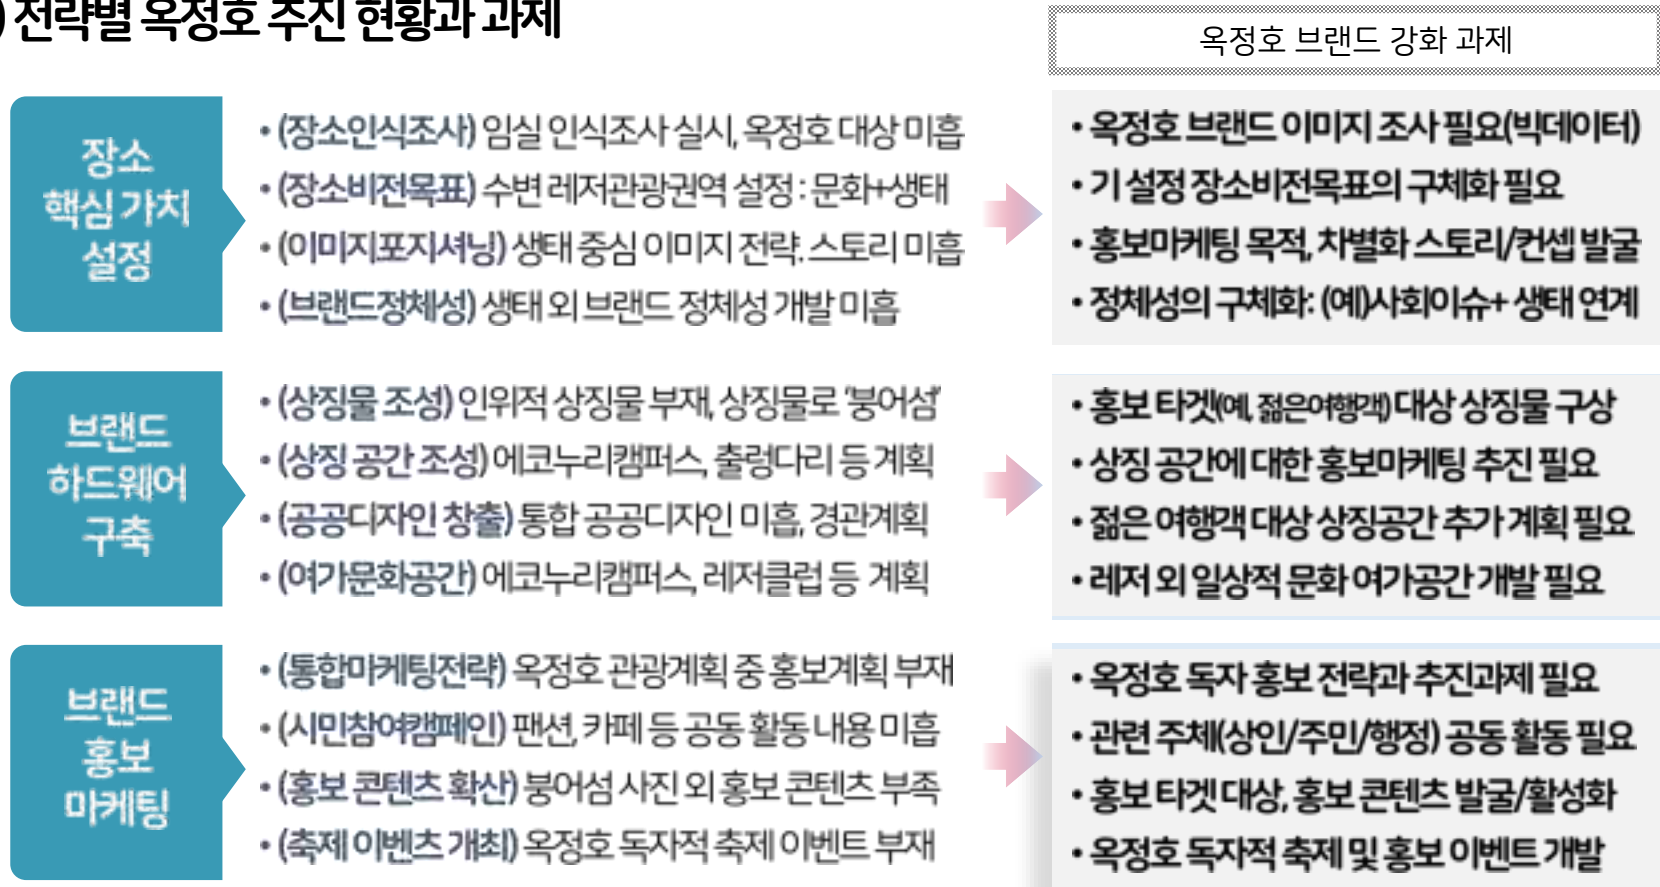 ) 전략별 옥정호 추진 현황과 과제
옥정호 브랜드 강화 과제
장소
핵심 가치
설정
• (장소인식조사) 임실 인식조사 실시, 옥정호 대상 미흡
• (장소비전목표) 수변 레저관광권역 설정 : 문화+생태
• (이미지포지셔닝) 생태 중심 이미지 전략. 스토리 미흡
• (브랜드정체성) 생태 외 브랜드 정체성 개발 미흡
• 옥정호 브랜드 이미지 조사 필요(빅데이터)
• 기 설정 장소비전목표의 구체화 필요
• 홍보마케팅 목적, 차별화 스토리/컨셉 발굴
• 정체성의 구체화: (예)사회이슈+ 생태 연계
브랜드
하드웨어
구축
• (상징물 조성) 인위적 상징물 부재, 상징물로 '붕어섬'
• (상징 공간 조성) 에코누리캠퍼스, 출렁다리 등 계획
• (공공디자인 창출) 통합 공공디자인 미흡, 경관계획
• (여가문화공간) 에코누리캠퍼스, 레저클럽 등 계획
• 홍보 타겟(예, 젊은여행객) 대상 상징물 구상
• 상징 공간에 대한 홍보마케팅 추진 필요
• 젊은 여행객 대상 상징공간 추가 계획 필요
• 레저 외 일상적 문화 여가공간 개발 필요
브랜드
홍보
마케팅
• (통합마케팅전략) 옥정호 관광계획 중 홍보계획 부재
• (시민참여캠페인) 팬션, 카페 등 공동 활동 내용 미흡
• (홍보 콘텐츠 확산) 붕어섬 사진 외 홍보 콘텐츠 부족
• (축제 이벤츠 개최) 옥정호 독자적 축제 이벤트 부재
• 옥정호 독자 홍보 전략과 추진과제 필요
• 관련 주체(상인/주민/행정) 공동 활동 필요
• 홍보 타겟 대상, 홍보 콘텐츠 발굴/활성화
• 옥정호 독자적 축제 및 홍보 이벤트 개발